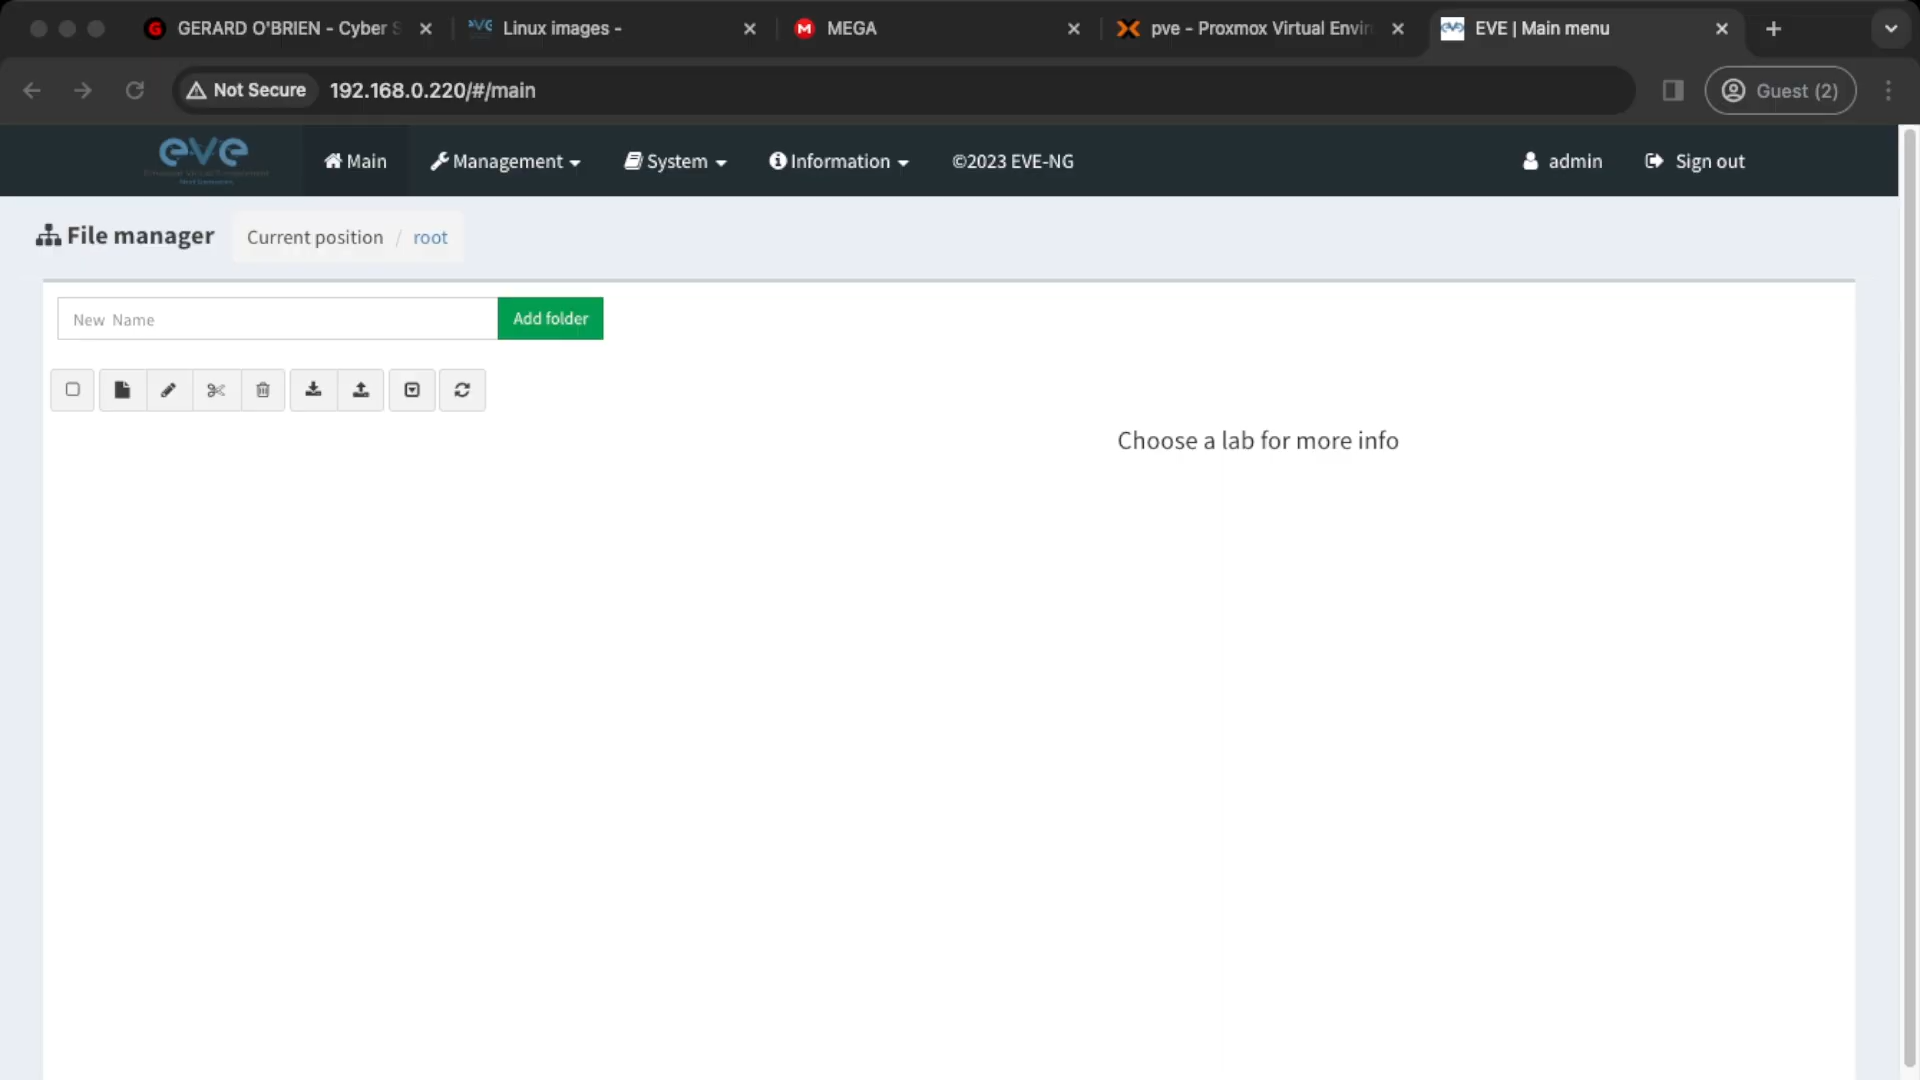 GERARD O'BRIEN - Cyber S
Linux images -
MEGA
pve - Proxmox Virtual Envir
EVE | Main menu
Not Secure
192.168.0.220/#/main
Guest (2)
eve
Main
Management
System
Information
©2023 EVE-NG
admin
Sign out
File manager
Current position / root
New Name
Add folder
Choose a lab for more info